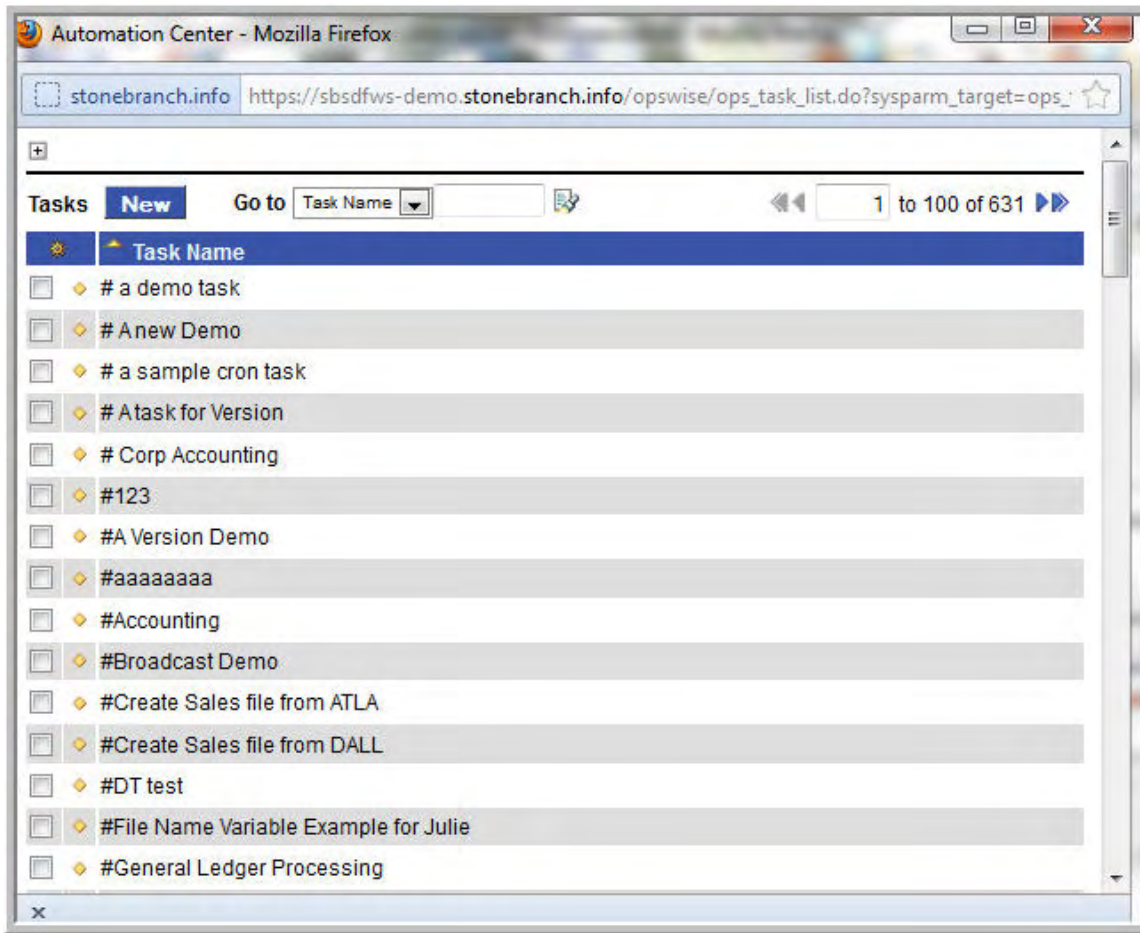 Automation Center - Mozilla Firefox
stonebranch.info https://sbsdfws-demo.stonebranch.info/opswise/ops_task_list.do?sysparm_target=ops_
Tasks New Go to Task Name 1 to 100 of 631
Task Name
# a demo task
# A new Demo
# a sample cron task
# A task for Version
# Corp Accounting
#123
#A Version Demo
#aaaaaaaa
#Accounting
#Broadcast Demo
#Create Sales file from ATLA
#Create Sales file from DALL
#DT test
#File Name Variable Example for Julie
#General Ledger Processing